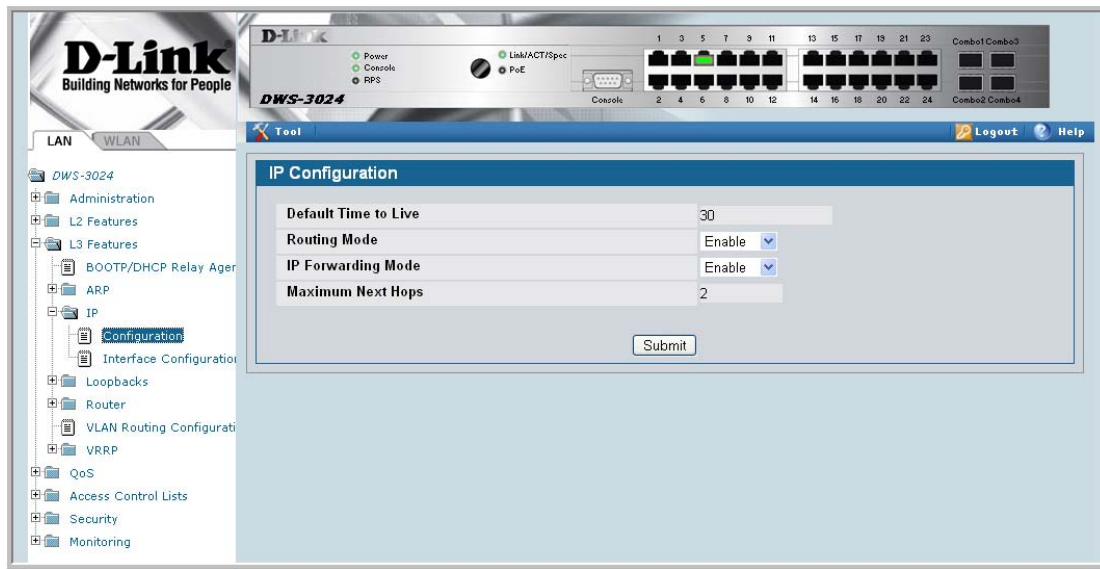 D-Link
Building Networks for People
D-Link
Power
Console
RPS
Link/ACT/Spec
PoE
Console
DWS-3024
1 3 5 7 9 11 13 15 17 19 21 23
2 4 6 8 10 12 14 16 18 20 22 24
Combo1 Combo3
Combo2 Combo4
LAN
WLAN
Tool
Logout
Help
DWS-3024
Administration
L2 Features
L3 Features
BOOTP/DHCP Relay Ager
ARP
IP
Configuration
Interface Configuration
Loopbacks
Router
VLAN Routing Configurati
VRRP
QoS
Access Control Lists
Security
Monitoring
IP Configuration
Default Time to Live 30
Routing Mode Enable
IP Forwarding Mode Enable
Maximum Next Hops 2
Submit